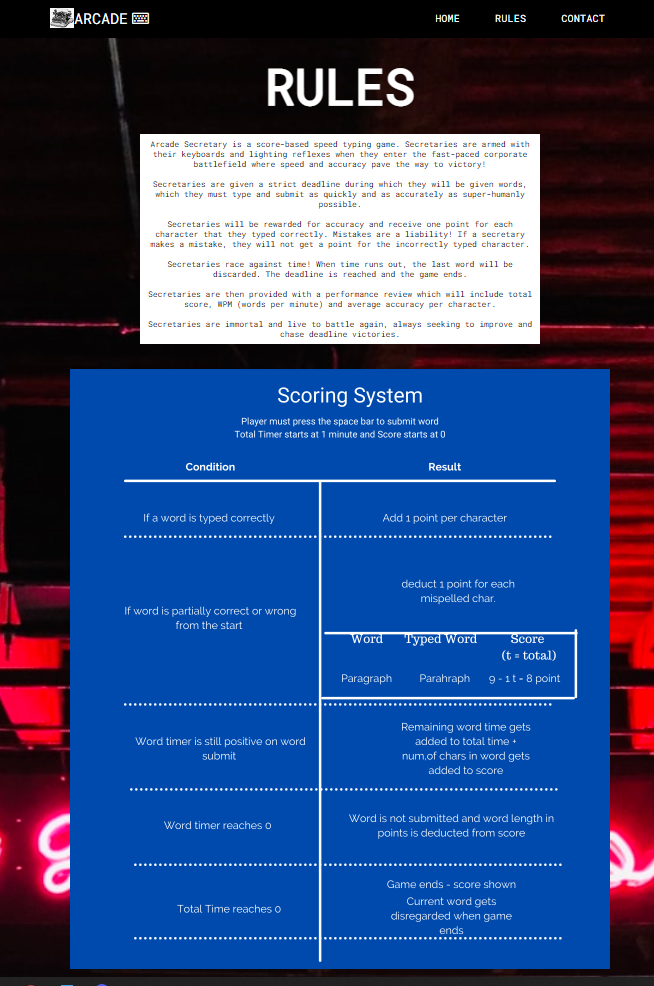 ARCADE
HOME RULES CONTACT
RULES
Arcade Secretary is a score-based speed typing game. Secretaries are armed with
their keyboards and lighting reflexes when they enter the fast-paced corporate
battlefield where speed and accuracy pave the way to victory!
Secretaries are given a strict deadline during which they will be given words,
which they must type and submit as quickly and as accurately as super-humanly
possible.
Secretaries will be rewarded for accuracy and receive one point for each
character that they typed correctly. Mistakes are a liability! If a secretary
makes a mistake, they will not get a point for the incorrectly typed character.
Secretaries race against time! When time runs out, the last word will be
discarded. The deadline is reached and the game ends.
Secretaries are then provided with a performance review which will include total
score, WPM (words per minute) and average accuracy per character.
Secretaries are immortal and live to battle again, always seeking to improve and
chase deadline victories.
Scoring System
Player must press the space bar to submit word
Total Timer starts at 1 minute and Score starts at 0
Condition Result
If a word is typed correctly Add 1 point per character
If word is partially correct or wrong
from the start
deduct 1 point for each
mispelled char.
Word Typed Word Score
(t = total)
Paragraph Parahraph 9 - 1 t = 8 point
Word timer is still positive on word
submit
Remaining word time gets
added to total time +
num,of chars in word gets
added to score
Word timer reaches 0
Word is not submitted and word length in
points is deducted from score
Total Time reaches 0
Game ends - score shown
Current word gets
disregarded when game
ends